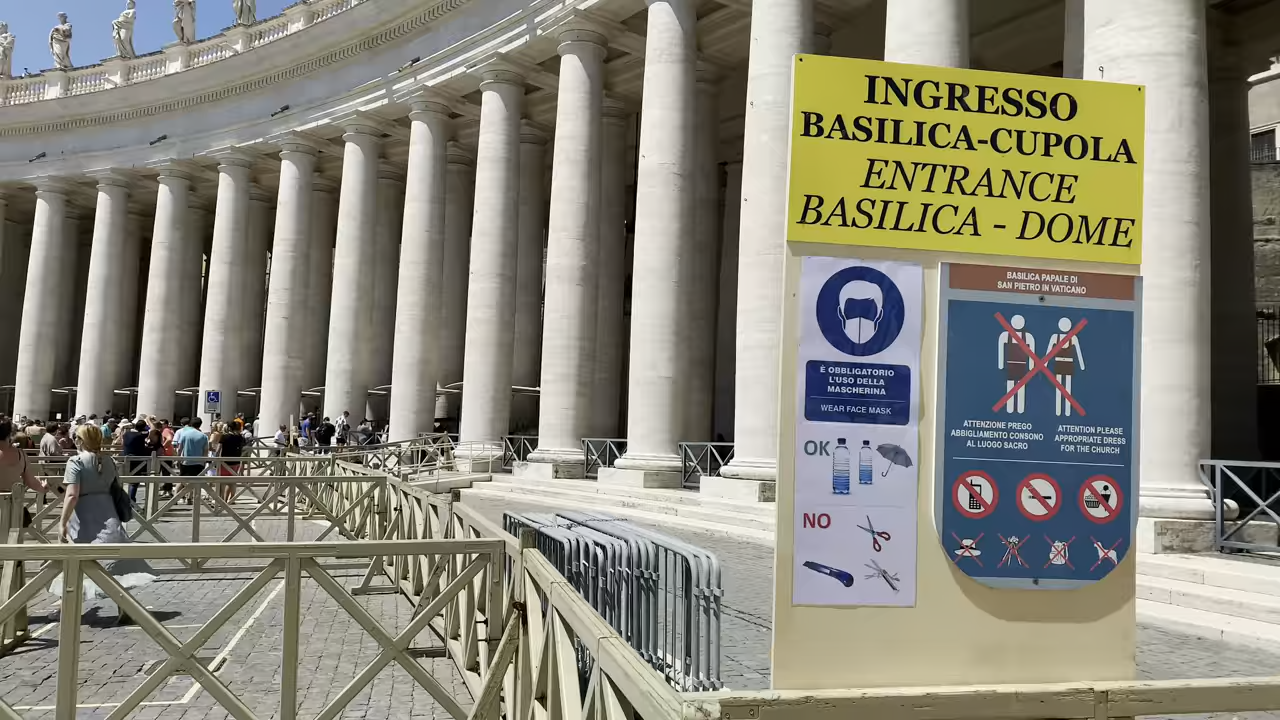 INGRESSO
BASILICA-CUPOLA
ENTRANCE
BASILICA - DOME
È OBBLIGATORIO
L'USO DELLA
MASCHERINA
WEAR FACE MASK
OK
NO
BASILICA PAPALE DI
SAN PIETRO IN VATICANO
ATTENZIONE PREGO
ABBIGLIAMENTO CONSONO
AL LUOGO SACRO
ATTENTION PLEASE
APPROPRIATE DRESS
FOR THE CHURCH